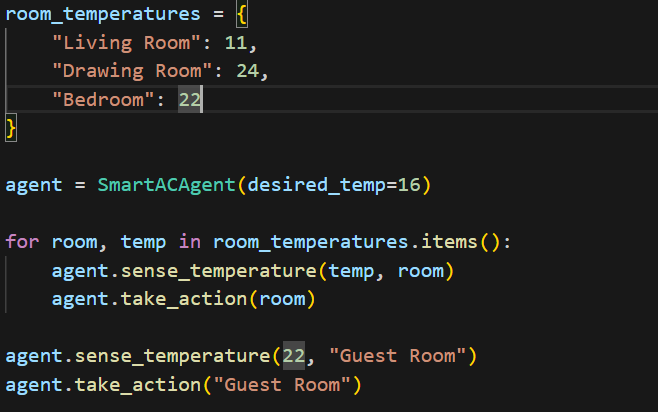 room_temperatures = {
    "Living Room": 11,
    "Drawing Room": 24,
    "Bedroom": 22
}
agent = SmartACAgent(desired_temp=16)
for room, temp in room_temperatures.items():
    agent.sense_temperature(temp, room)
    agent.take_action(room)
agent.sense_temperature(22, "Guest Room")
agent.take_action("Guest Room")